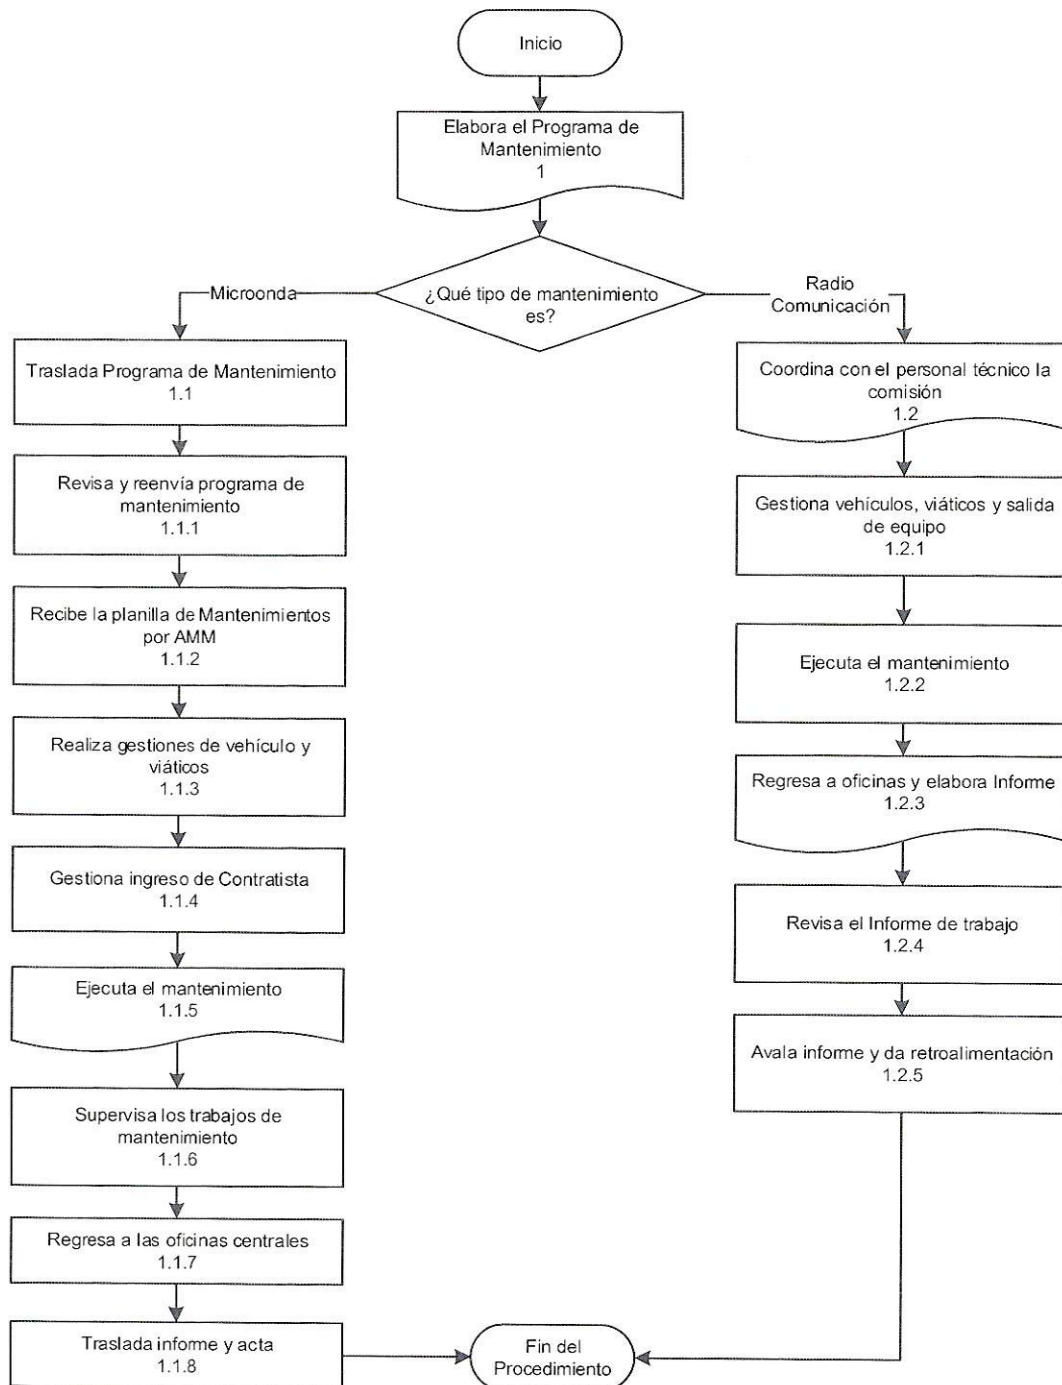 Inicio
Elabora el Programa de
Mantenimiento
1
¿Qué tipo de mantenimiento
es?
Microonda
Radio
Comunicación
Traslada Programa de Mantenimiento
1.1
Revisa y reenvía programa de
mantenimiento
1.1.1
Recibe la planilla de Mantenimientos
por AMM
1.1.2
Realiza gestiones de vehículo y
viáticos
1.1.3
Gestiona ingreso de Contratista
1.1.4
Ejecuta el mantenimiento
1.1.5
Supervisa los trabajos de
mantenimiento
1.1.6
Regresa a las oficinas centrales
1.1.7
Traslada informe y acta
1.1.8
Coordina con el personal técnico la
comisión
1.2
Gestiona vehículos, viáticos y salida
de equipo
1.2.1
Ejecuta el mantenimiento
1.2.2
Regresa a oficinas y elabora Informe
1.2.3
Revisa el Informe de trabajo
1.2.4
Avala informe y da retroalimentación
1.2.5
Fin del
Procedimiento